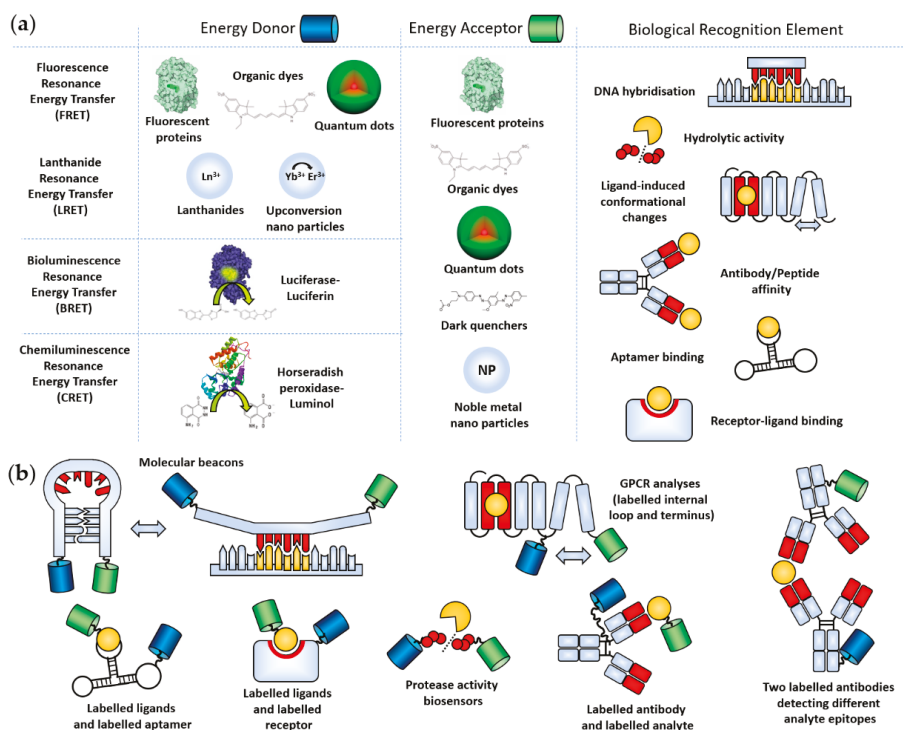 (a)
Energy Donor
Energy Acceptor
Biological Recognition Element
Fluorescence
Resonance
Energy Transfer
(FRET)
Organic dyes
Fluorescent
proteins
Quantum dots
Lanthanide
Resonance
Energy Transfer
(LRET)
Ln³⁺
Lanthanides
Yb³⁺ Er³⁺
Upconversion
nano particles
Bioluminescence
Resonance
Energy Transfer
(BRET)
Luciferase-
Luciferin
Chemiluminescence
Resonance
Energy Transfer
(CRET)
Horseradish
peroxidase-
Luminol
Fluorescent proteins
Organic dyes
Quantum dots
Dark quenchers
NP
Noble metal
nano particles
DNA hybridisation
Hydrolytic activity
Ligand-induced
conformational
changes
Antibody/Peptide
affinity
Aptamer binding
Receptor-ligand binding
(b)
Molecular beacons
GPCR analyses
(labelled internal
loop and terminus)
Labelled ligands
and labelled aptamer
Labelled ligands
and labelled
receptor
Protease activity
biosensors
Labelled antibody
and labelled analyte
Two labelled antibodies
detecting different
analyte epitopes